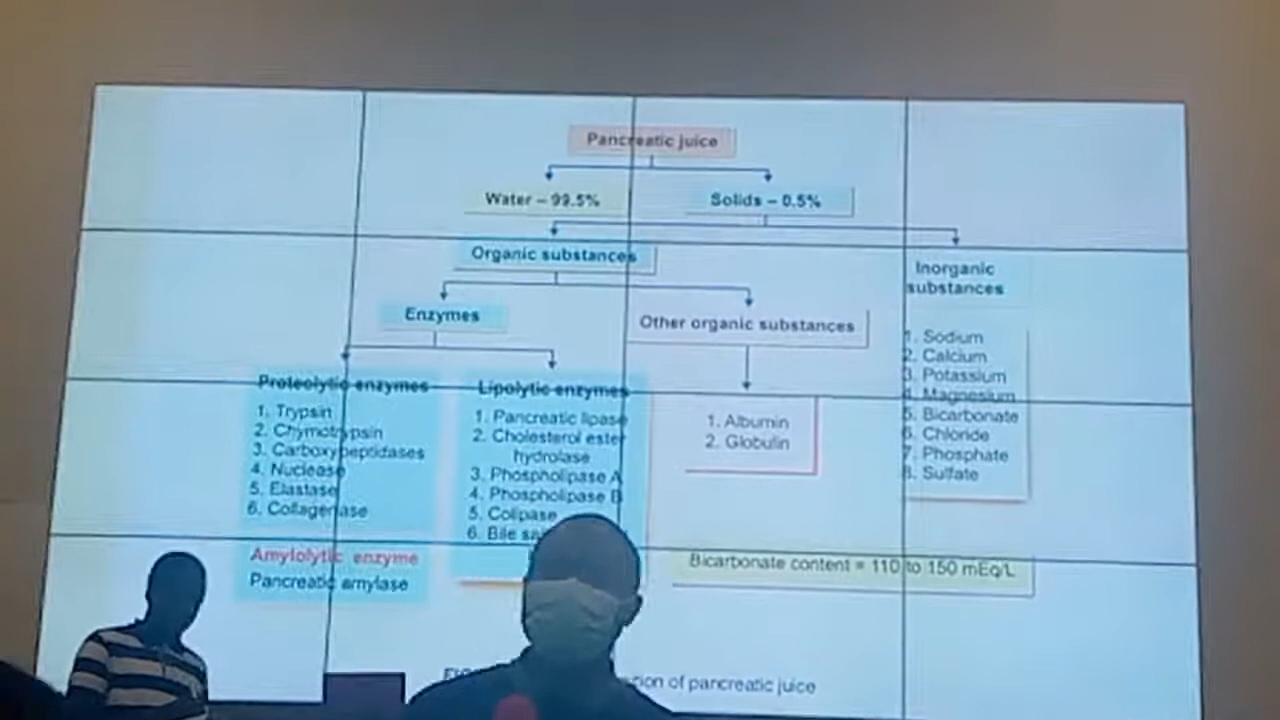 Pancreatic juice
Water – 99.5%
Solids – 0.5%
Organic substances
Inorganic
substances
Enzymes
Other organic substances
Proteolytic enzymes
1. Trypsin
2. Chymotrypsin
3. Carboxypeptidases
4. Nuclease
5. Elastase
6. Collagenase
Amylolytic enzyme
Pancreatic amylase
Lipolytic enzymes
1. Pancreatic lipase
2. Cholesterol ester
hydrolase
3. Phospholipase A
4. Phospholipase B
5. Colipase
6. Bile
1. Albumin
2. Globulin
1. Sodium
2. Calcium
3. Potassium
4. Magnesium
5. Bicarbonate
6. Chloride
7. Phosphate
8. Sulfate
Bicarbonate content = 110 to 150 mEq/L
of pancreatic juice